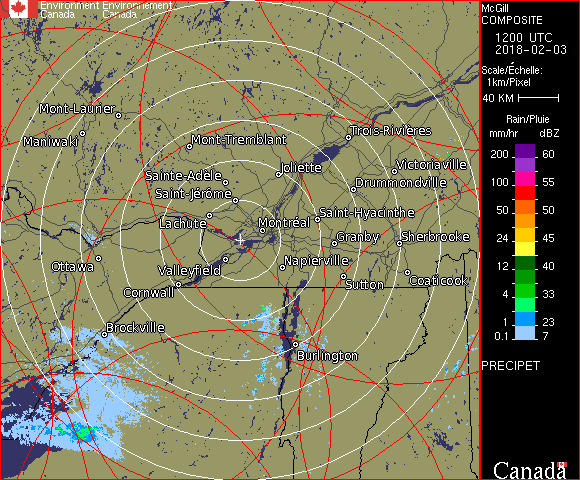 Environment Environnement
Canada Canada
McGill
COMPOSITE
1200 UTC
2018-02-03
Scale/Échelle:
1km/Pixel
40 KM
Rain/Pluie
mm/hr dBZ
200 60
100 55
50 50
24 45
12 40
4 33
1 23
0.1 7
PRECIPET
Canada
Mont-Laurier
Maniwaki
Mont-Tremblant
Trois-Rivières
Sainte-Adèle
Joliette
Victoriaville
Saint-Jérôme
Drummondville
Lachute
Montréal
Saint-Hyacinthe
Granby
Sherbrooke
Ottawa
Valleyfield
Napierville
Cornwall
Sutton
Coaticook
Brockville
Burlington